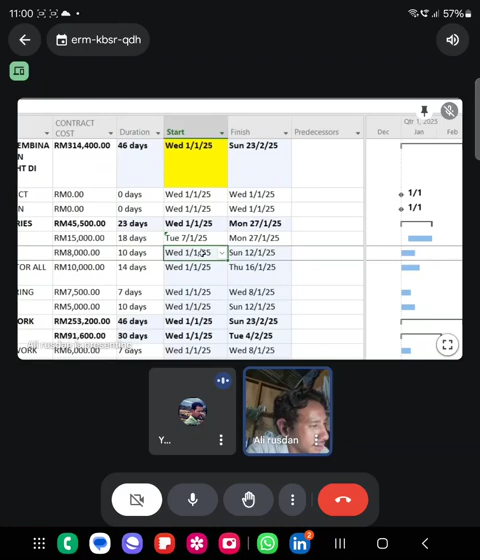 11:00 57%
erm-kbsr-qdh
Qtr 1, 2025
CONTRACT COST Duration Start Finish Predecessors Dec Jan Feb
EMBINA RM314,400.00 46 days Wed 1/1/25 Sun 23/2/25
N
HT DI
CT RM0.00 0 days Wed 1/1/25 Wed 1/1/25 1/1
N RM0.00 0 days Wed 1/1/25 Wed 1/1/25 1/1
RIES RM45,500.00 23 days Wed 1/1/25 Mon 27/1/25
RM15,000.00 18 days Tue 7/1/25 Mon 27/1/25
RM8,000.00 10 days Wed 1/1/25 Sun 12/1/25
FOR ALL RM10,000.00 14 days Wed 1/1/25 Thu 16/1/25
RING RM7,500.00 7 days Wed 1/1/25 Wed 8/1/25
RM5,000.00 10 days Wed 1/1/25 Sun 12/1/25
ORK RM253,200.00 46 days Wed 1/1/25 Sun 23/2/25
RM91,600.00 30 days Wed 1/1/25 Tue 4/2/25
WORK RM6,000.00 7 days Wed 1/1/25 Wed 8/1/25
Ali rusdan is presenting
Y...
Ali rusdan
2